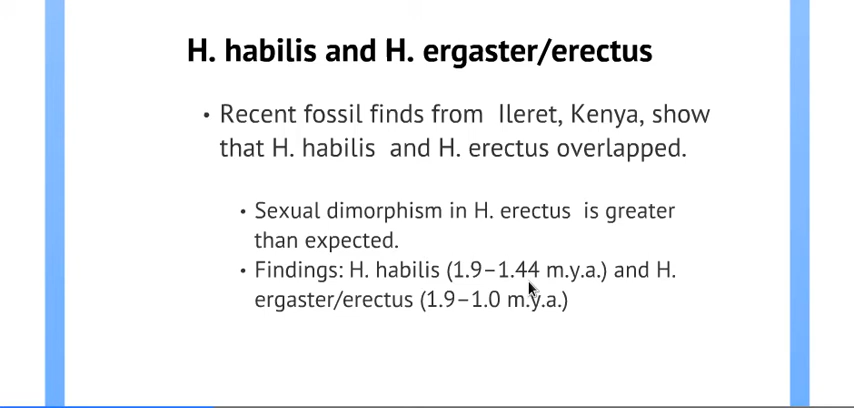 H. habilis and H. ergaster/erectus
• Recent fossil finds from Ileret, Kenya, show
that H. habilis and H. erectus overlapped.
• Sexual dimorphism in H. erectus is greater
than expected.
• Findings: H. habilis (1.9–1.44 m.y.a.) and H.
ergaster/erectus (1.9–1.0 m.y.a.)